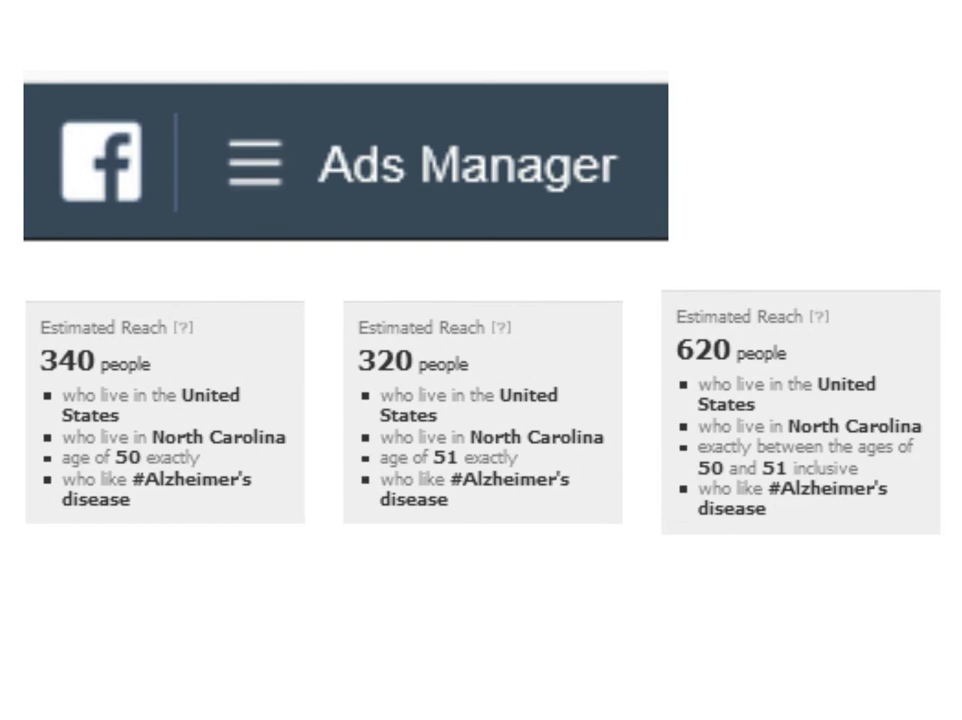 Ads Manager
Estimated Reach [?]
340 people
who live in the United
States
who live in North Carolina
age of 50 exactly
who like #Alzheimer's
disease
Estimated Reach [?]
320 people
who live in the United
States
who live in North Carolina
age of 51 exactly
who like #Alzheimer's
disease
Estimated Reach [?]
620 people
who live in the United
States
who live in North Carolina
exactly between the ages of
50 and 51 inclusive
who like #Alzheimer's
disease